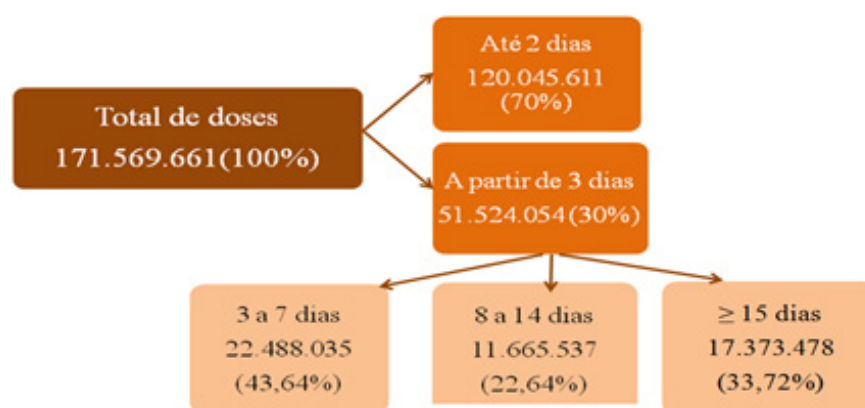 Total de doses
171.569.661(100%)
Até 2 dias
120.045.611
(70%)
A partir de 3 dias
51.524.054(30%)
3 a 7 dias
22.488.035
(43,64%)
8 a 14 dias
11.665.537
(22,64%)
≥ 15 dias
17.373.478
(33,72%)